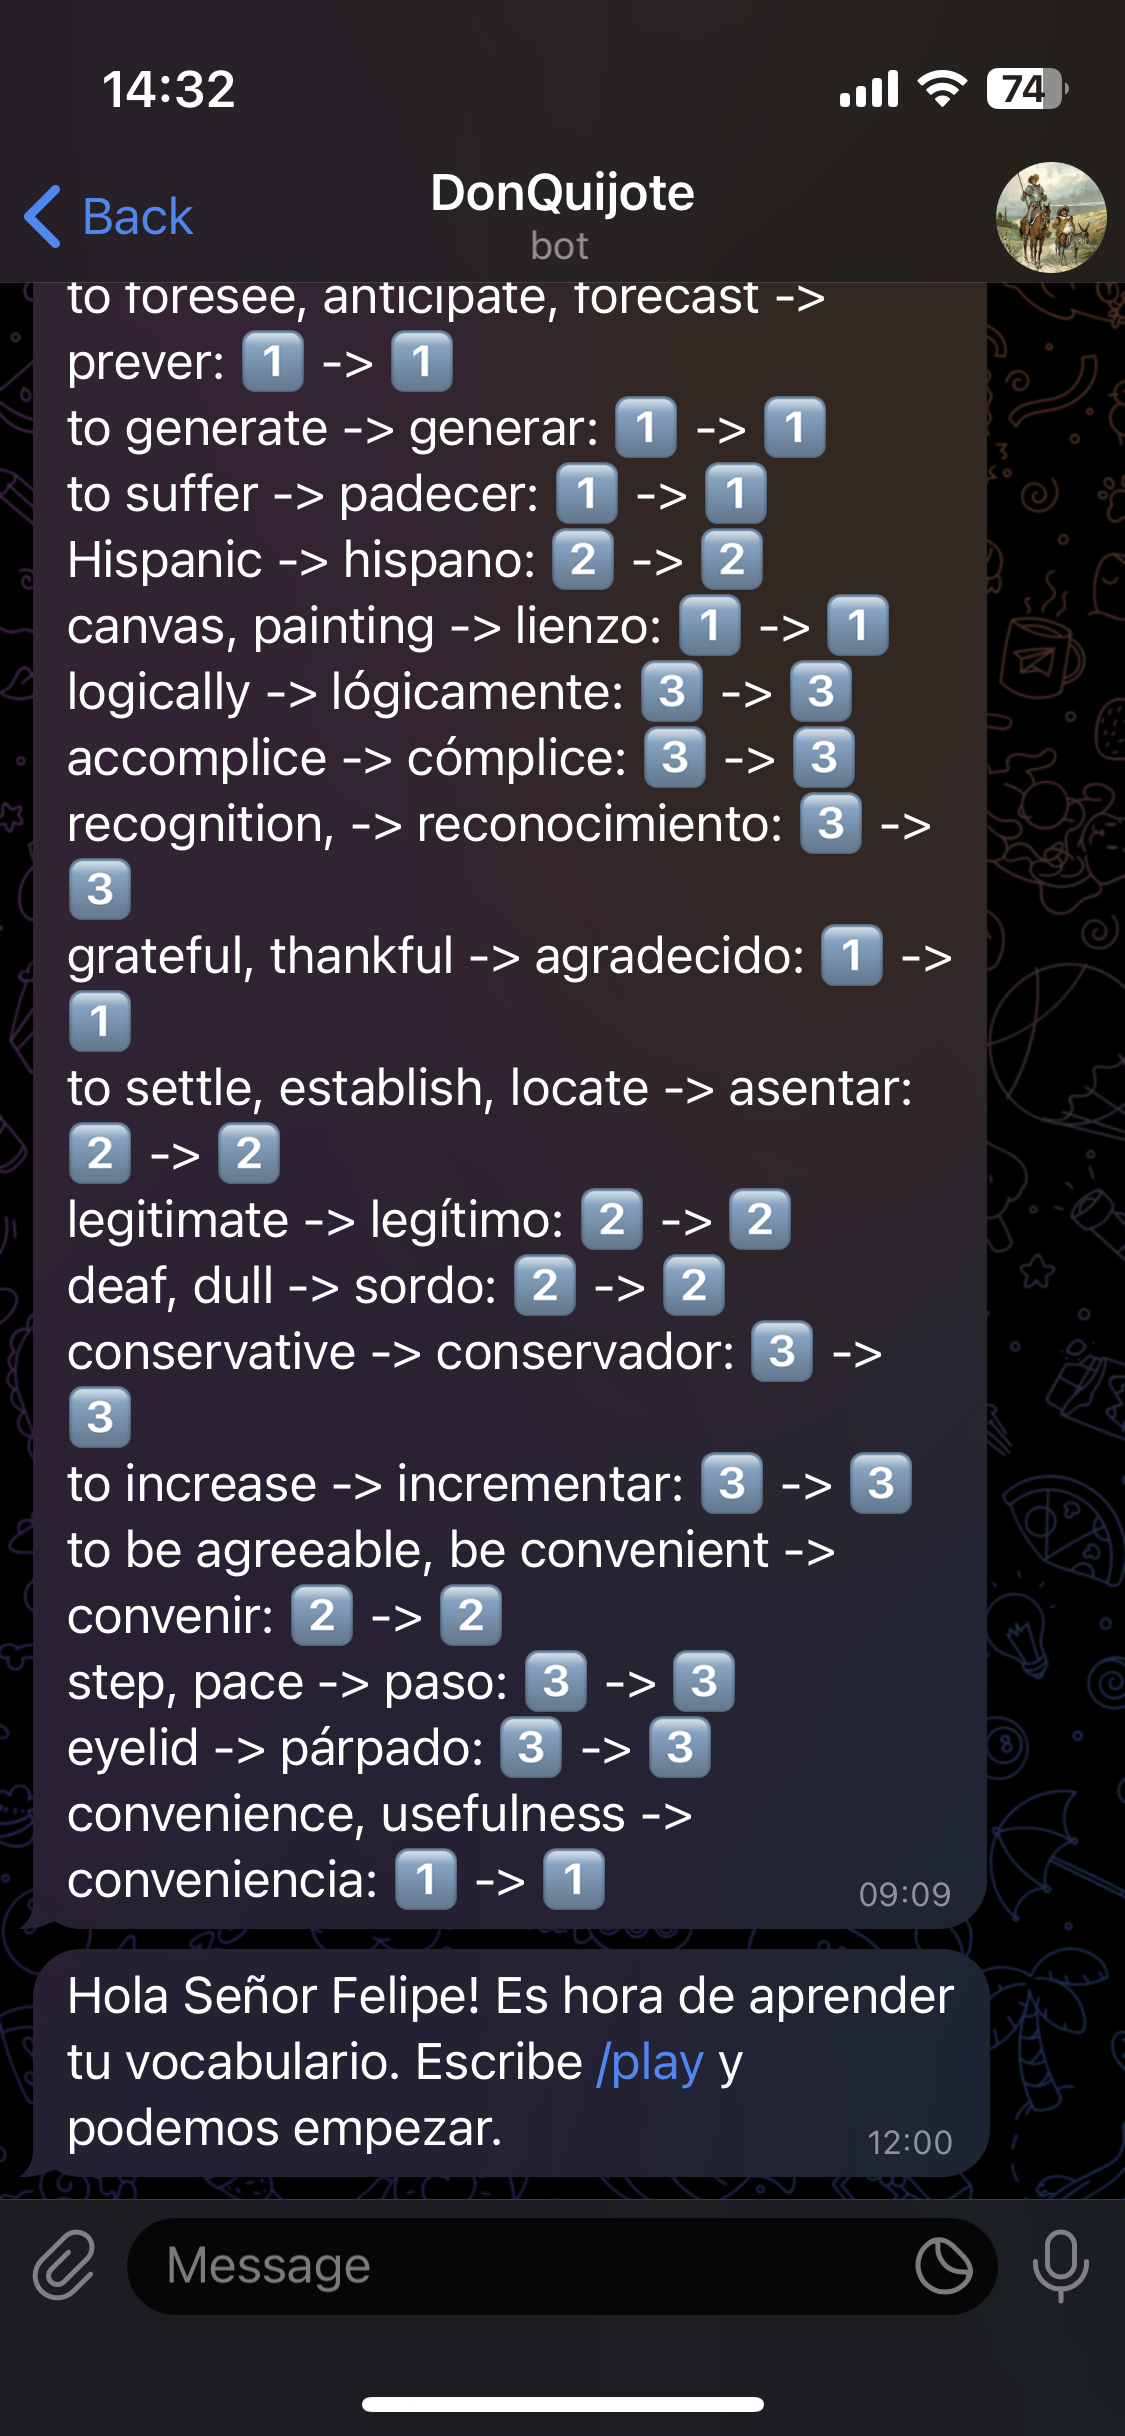 14:32
74
Back
DonQuijote
bot
to foresee, anticipate, forecast ->
prever: 1 -> 1
to generate -> generar: 1 -> 1
to suffer -> padecer: 1 -> 1
Hispanic -> hispano: 2 -> 2
canvas, painting -> lienzo: 1 -> 1
logically -> lógicamente: 3 -> 3
accomplice -> cómplice: 3 -> 3
recognition, -> reconocimiento: 3 ->
3
grateful, thankful -> agradecido: 1 ->
1
to settle, establish, locate -> asentar:
2 -> 2
legitimate -> legítimo: 2 -> 2
deaf, dull -> sordo: 2 -> 2
conservative -> conservador: 3 ->
3
to increase -> incrementar: 3 -> 3
to be agreeable, be convenient ->
convenir: 2 -> 2
step, pace -> paso: 3 -> 3
eyelid -> párpado: 3 -> 3
convenience, usefulness ->
conveniencia: 1 -> 1
09:09
Hola Señor Felipe! Es hora de aprender
tu vocabulario. Escribe /play y
podemos empezar.
12:00
Message